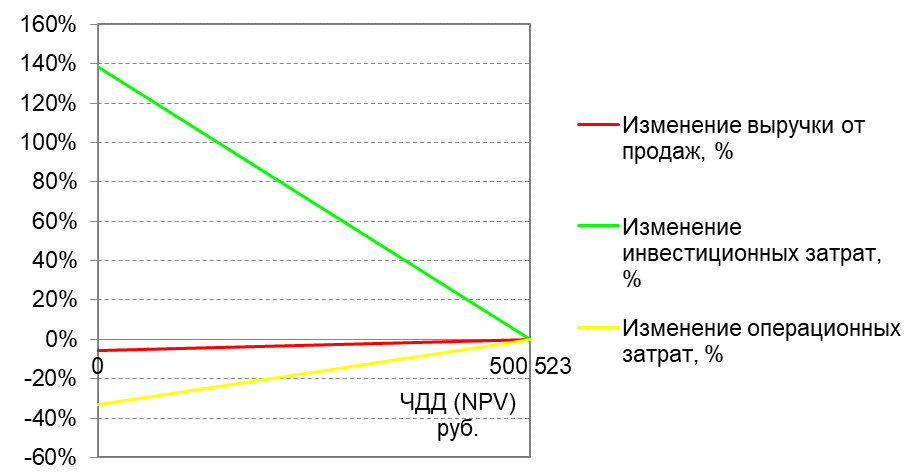 160%
140%
120%
100%
80%
60%
40%
20%
0%
-20%
-40%
-60%
0
500 523
ЧДД (NPV)
руб.
Изменение выручки от
продаж, %
Изменение
инвестиционных затрат,
%
Изменение операционных
затрат, %